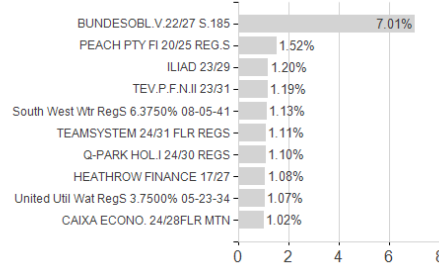 BUNDESOBL.V.22/27 S.185 7.01%
PEACH PTY FI 20/25 REG.S 1.52%
ILIAD 23/29 1.20%
TEV.P.F.N.II 23/31 1.19%
South West Wtr RegS 6.3750% 08-05-41 1.13%
TEAMSYSTEM 24/31 FLR REGS 1.11%
Q-PARK HOL.I 24/30 REGS 1.10%
HEATHROW FINANCE 17/27 1.08%
United Util Wat RegS 3.7500% 05-23-34 1.07%
CAIXA ECONO. 24/28FLR MTN 1.02%
0 2 4 6 8